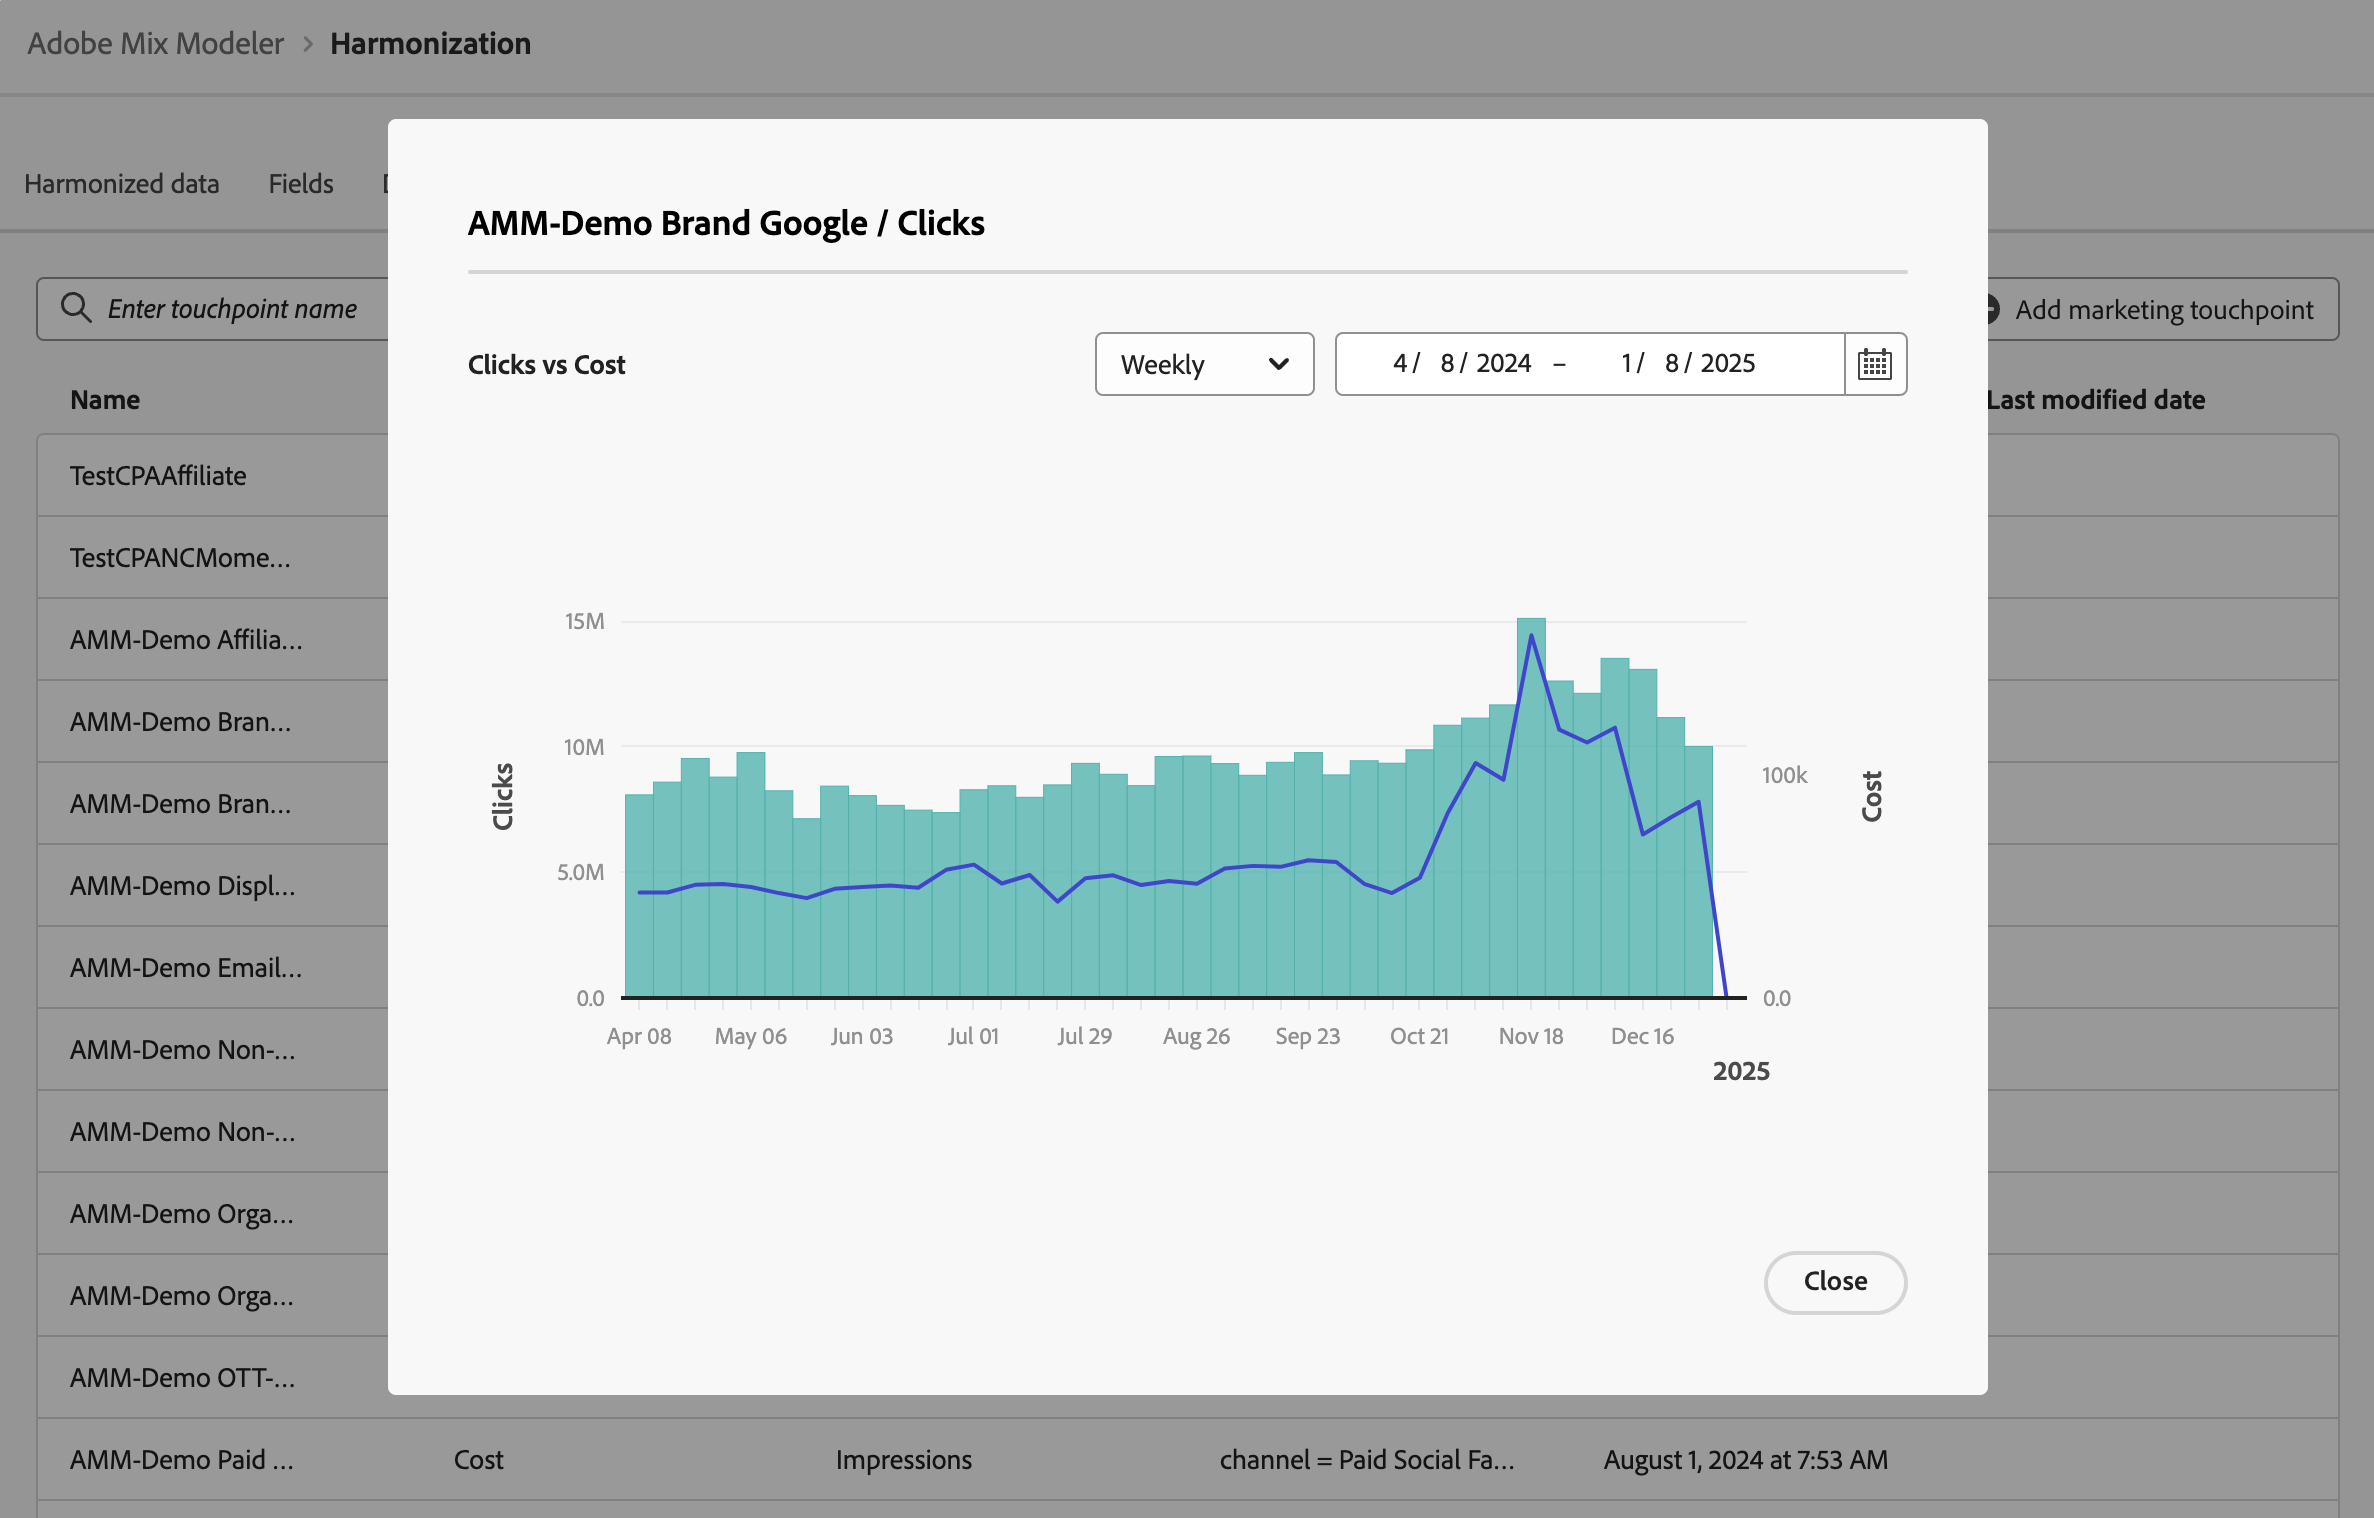 Adobe Mix Modeler > Harmonization
Harmonized data Fields
AMM-Demo Brand Google / Clicks
Enter touchpoint name
Add marketing touchpoint
Clicks vs Cost Weekly 4/ 8/ 2024 – 1/ 8/ 2025
Name
Last modified date
TestCPAAffiliate
TestCPANCMome...
AMM-Demo Affilia...
AMM-Demo Bran...
AMM-Demo Bran...
AMM-Demo Displ...
AMM-Demo Email...
AMM-Demo Non-...
AMM-Demo Non-...
AMM-Demo Orga...
AMM-Demo Orga...
AMM-Demo OTT-...
15M
10M
5.0M
0.0
Clicks
100k
0.0
Cost
Apr 08 May 06 Jun 03 Jul 01 Jul 29 Aug 26 Sep 23 Oct 21 Nov 18 Dec 16
2025
Close
AMM-Demo Paid ... Cost Impressions channel = Paid Social Fa... August 1, 2024 at 7:53 AM